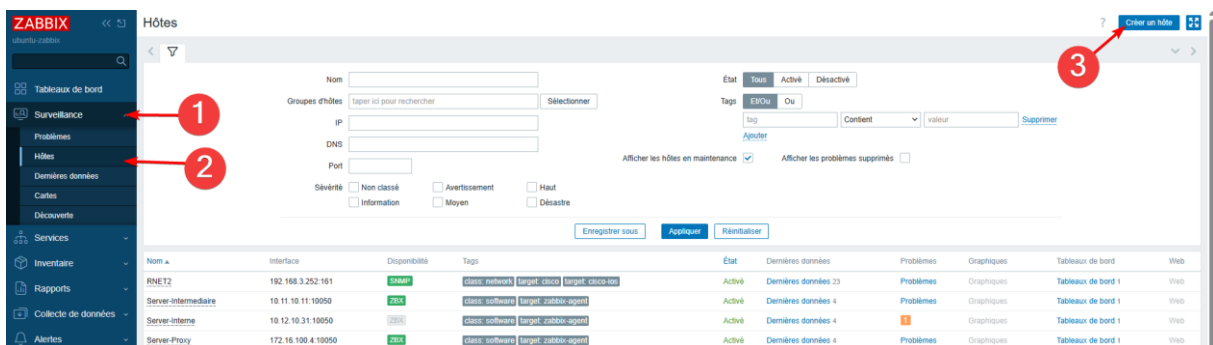 ZABBIX
ubuntu-zabbix
Tableaux de bord
Surveillance
Problèmes
Hôtes
Dernières données
Cartes
Découverte
Services
Inventaire
Rapports
Collecte de données
Alertes
1
2
3
Hôtes
? Créer un hôte
Nom
Groupes d'hôtes taper ici pour rechercher Sélectionner
IP
DNS
Port
Sévérité Non classé Avertissement Haut
Information Moyen Désastre
État Tous Activé Désactivé
Tags Et/Ou Ou
tag Contient valeur Supprimer
Ajouter
Afficher les hôtes en maintenance Afficher les problèmes supprimés
Enregistrer sous Appliquer Réinitialiser
Nom Interface Disponibilité Tags État Dernières données Problèmes Graphiques Tableaux de bord Web
RNET2 192.168.3.252:161 SNMP class: network target: cisco target: cisco-ios Activé Dernières données 23 Problèmes Graphiques Tableaux de bord 1 Web
Server-Intermediaire 10.11.10.11:10050 ZBX class: software target: zabbix-agent Activé Dernières données 4 Problèmes Graphiques Tableaux de bord 1 Web
Server-Interne 10.12.10.31:10050 ZBX class: software target: zabbix-agent Activé Dernières données 4 1 Graphiques Tableaux de bord 1 Web
Server-Proxy 172.16.100.4:10050 ZBX class: software target: zabbix-agent Activé Dernières données 4 Problèmes Graphiques Tableaux de bord 1 Web